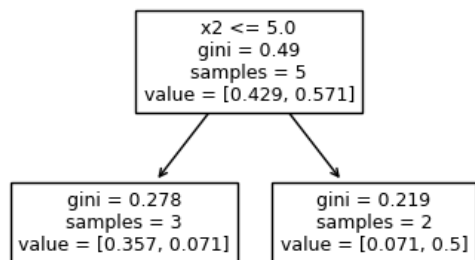 x2 <= 5.0
gini = 0.49
samples = 5
value = [0.429, 0.571]
gini = 0.278
samples = 3
value = [0.357, 0.071]
gini = 0.219
samples = 2
value = [0.071, 0.5]